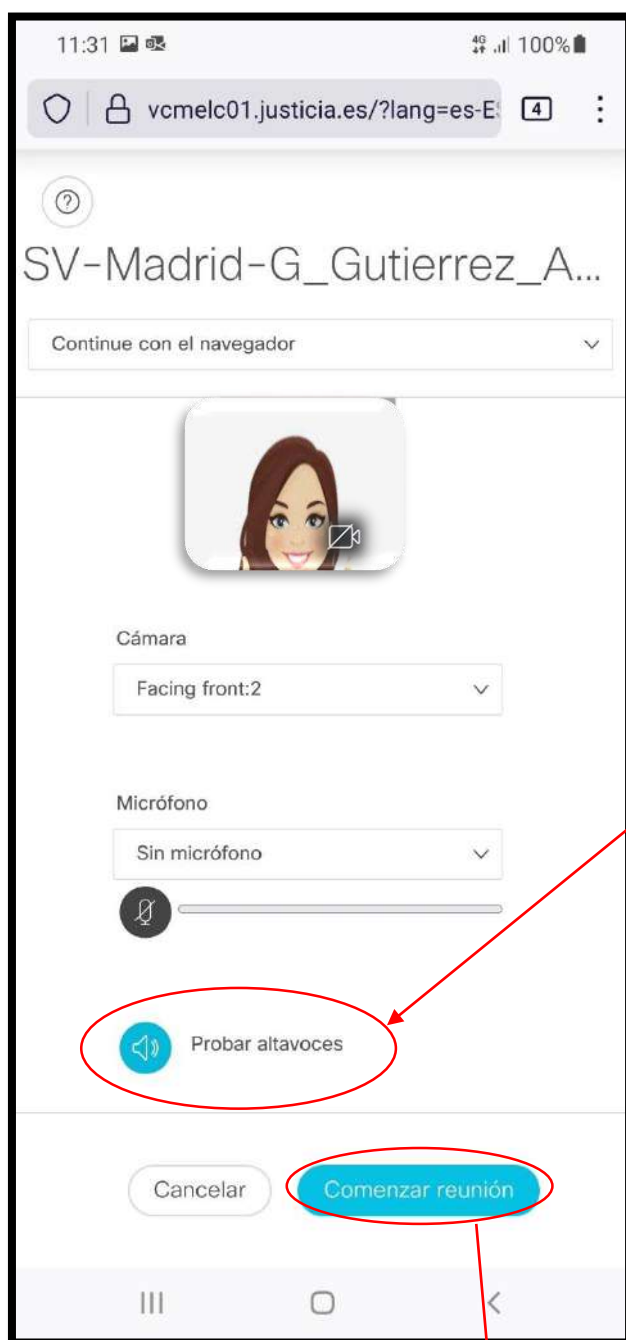 11:31 4G 100%
vcmelc01.justicia.es/?lang=es-E 4
?
SV-Madrid-G_Gutierrez_A...
Continue con el navegador
Cámara
Facing front:2
Micrófono
Sin micrófono
Probar altavoces
Cancelar Comenzar reunión